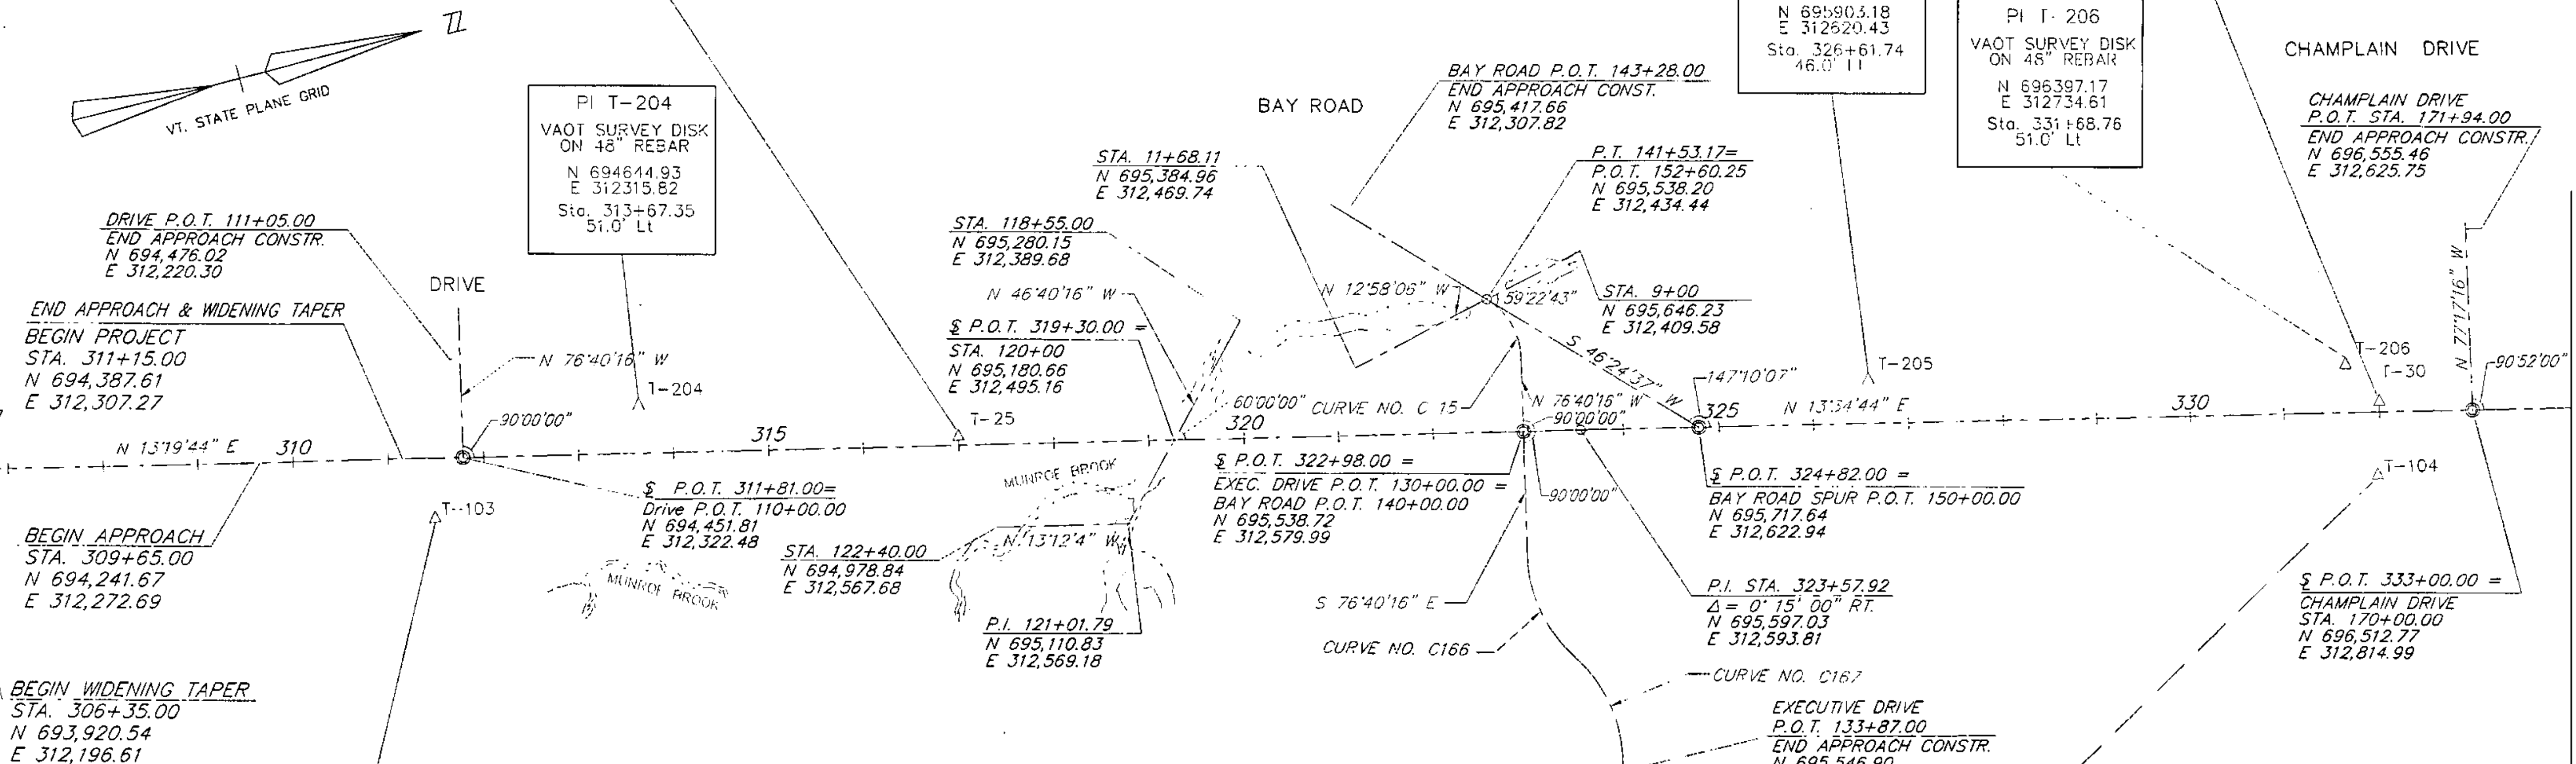 VT. STATE PLANE GRID
PI T-204
VAOT SURVEY DISK
ON 48" REBAR
N 694644.93
E 312315.82
Sta. 313+67.35
51.0' Lt
N 695903.18
E 312620.43
Sta. 326+61.74
46.0' Lt
PI T-206
VAOT SURVEY DISK
ON 48" REBAR
N 696397.17
E 312734.61
Sta. 331+68.76
51.0' Lt
CHAMPLAIN DRIVE
CHAMPLAIN DRIVE
P.O.T. STA. 171+94.00
END APPROACH CONSTR.
N 696,555.46
E 312,625.75
BAY ROAD
BAY ROAD P.O.T. 143+28.00
END APPROACH CONST.
N 695,417.66
E 312,307.82
STA. 11+68.11
N 695,384.96
E 312,469.74
P.T. 141+53.17=
P.O.T. 152+60.25
N 695,538.20
E 312,434.44
DRIVE P.O.T. 111+05.00
END APPROACH CONSTR.
N 694,476.02
E 312,220.30
STA. 118+55.00
N 695,280.15
E 312,389.68
DRIVE
N 46°40'16" W
N 12°58'06" W
59°22'43"
STA. 9+00
N 695,646.23
E 312,409.58
END APPROACH & WIDENING TAPER
BEGIN PROJECT
STA. 311+15.00
N 694,387.61
E 312,307.27
N 76°40'16" W
T-204
P.O.T. 319+30.00 =
STA. 120+00
N 695,180.66
E 312,495.16
S 46°24'37" W
T-205
T-206
T-30
N 77°17'16" W
90°52'00"
90°00'00"
T-25
60°00'00"
CURVE NO. C 15
N 76°40'16" W
90°00'00"
147°10'07"
N 13°34'44" E
N 13°19'44" E
310
315
320
325
330
T-103
P.O.T. 311+81.00=
Drive P.O.T. 110+00.00
N 694,451.81
E 312,322.48
MUNROE BROOK
P.O.T. 322+98.00 =
EXEC. DRIVE P.O.T. 130+00.00 =
BAY ROAD P.O.T. 140+00.00
N 695,538.72
E 312,579.99
90°00'00"
P.O.T. 324+82.00 =
BAY ROAD SPUR P.O.T. 150+00.00
N 695,717.64
E 312,622.94
T-104
BEGIN APPROACH
STA. 309+65.00
N 694,241.67
E 312,272.69
MUNROE BROOK
STA. 122+40.00
N 694,978.84
E 312,567.68
P.I. 121+01.79
N 695,110.83
E 312,569.18
S 76°40'16" E
CURVE NO. C166
P.I. STA. 323+57.92
Δ = 0° 15' 00" RT.
N 695,597.03
E 312,593.81
P.O.T. 333+00.00 =
CHAMPLAIN DRIVE
STA. 170+00.00
N 696,512.77
E 312,814.99
BEGIN WIDENING TAPER
STA. 306+35.00
N 693,920.54
E 312,196.61
CURVE NO. C167
EXECUTIVE DRIVE
P.O.T. 133+87.00
END APPROACH CONSTR.
N 695,546.90